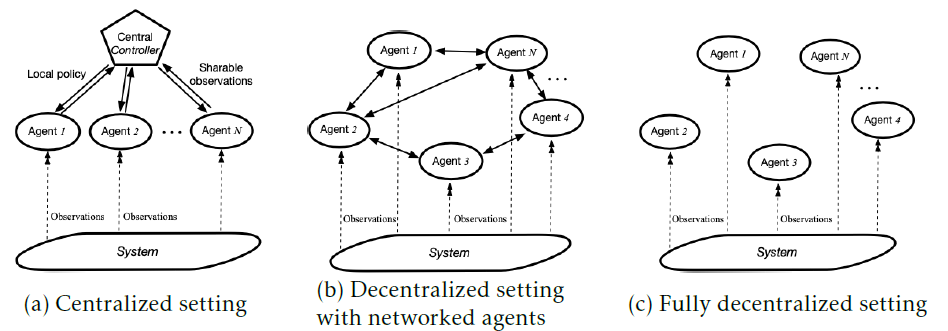 Central
Controller
Local policy
Sharable
observations
Agent 1
Agent 2
...
Agent N
Observations
Observations
System
(a) Centralized setting
Agent 1
Agent N
...
Agent 2
Agent 4
Agent 3
Observations
Observations
System
(b) Decentralized setting
with networked agents
Agent 1
Agent N
...
Agent 2
Agent 4
Agent 3
Observations
Observations
System
(c) Fully decentralized setting